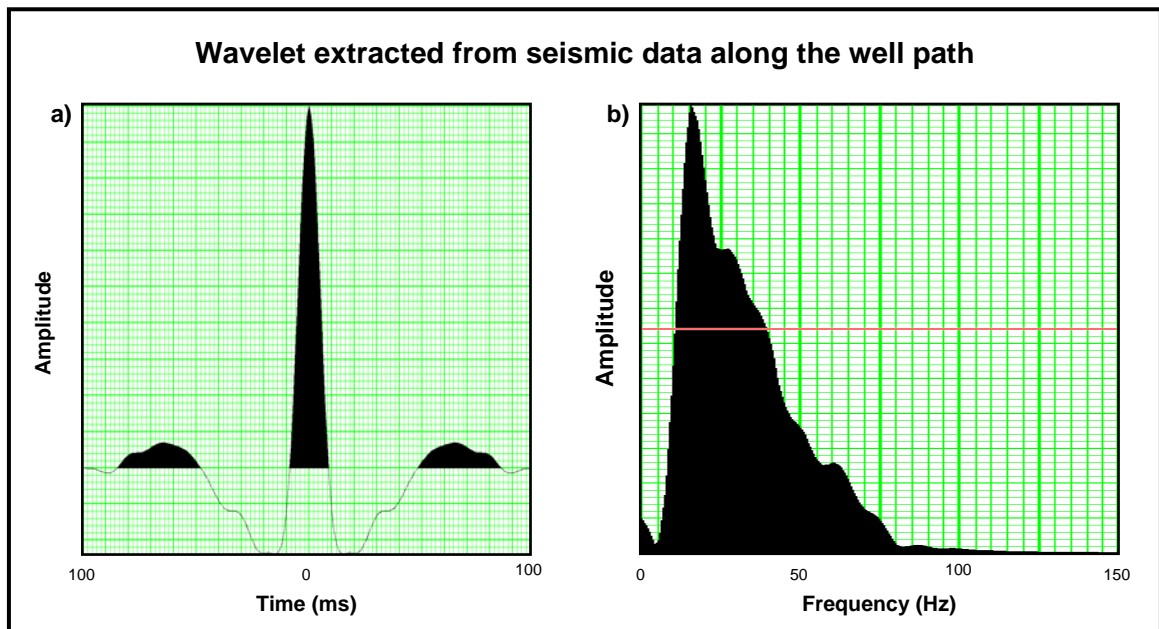 Wavelet extracted from seismic data along the well path
a)
b)
Amplitude
Amplitude
100
0
100
0
50
100
150
Time (ms)
Frequency (Hz)